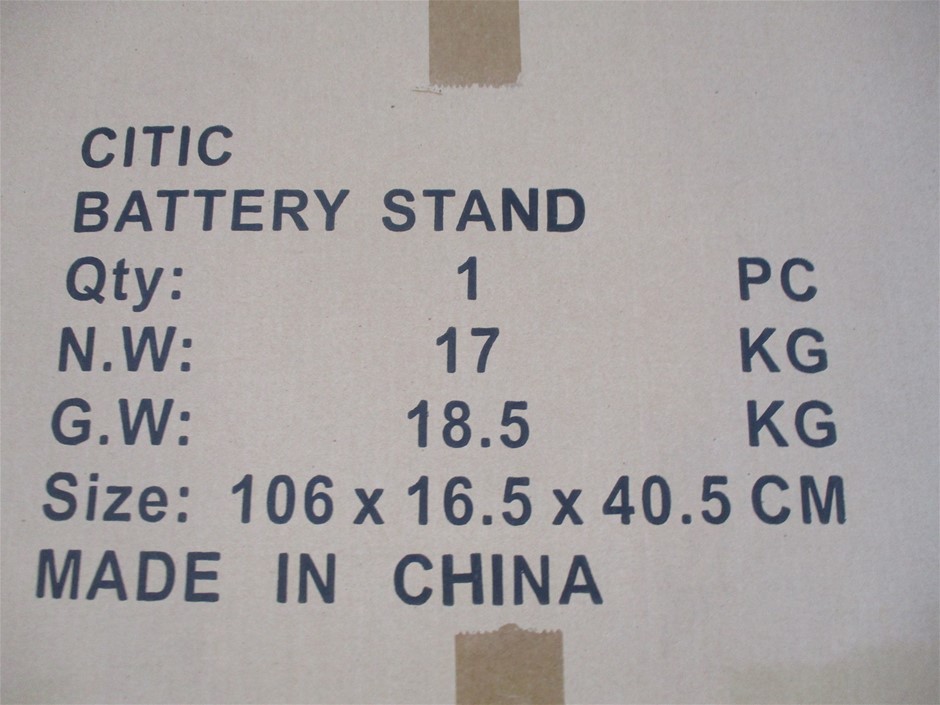 CITIC
BATTERY STAND
Qty: 1 PC
N.W: 17 KG
G.W: 18.5 KG
Size: 106 x 16.5 x 40.5 CM
MADE IN CHINA